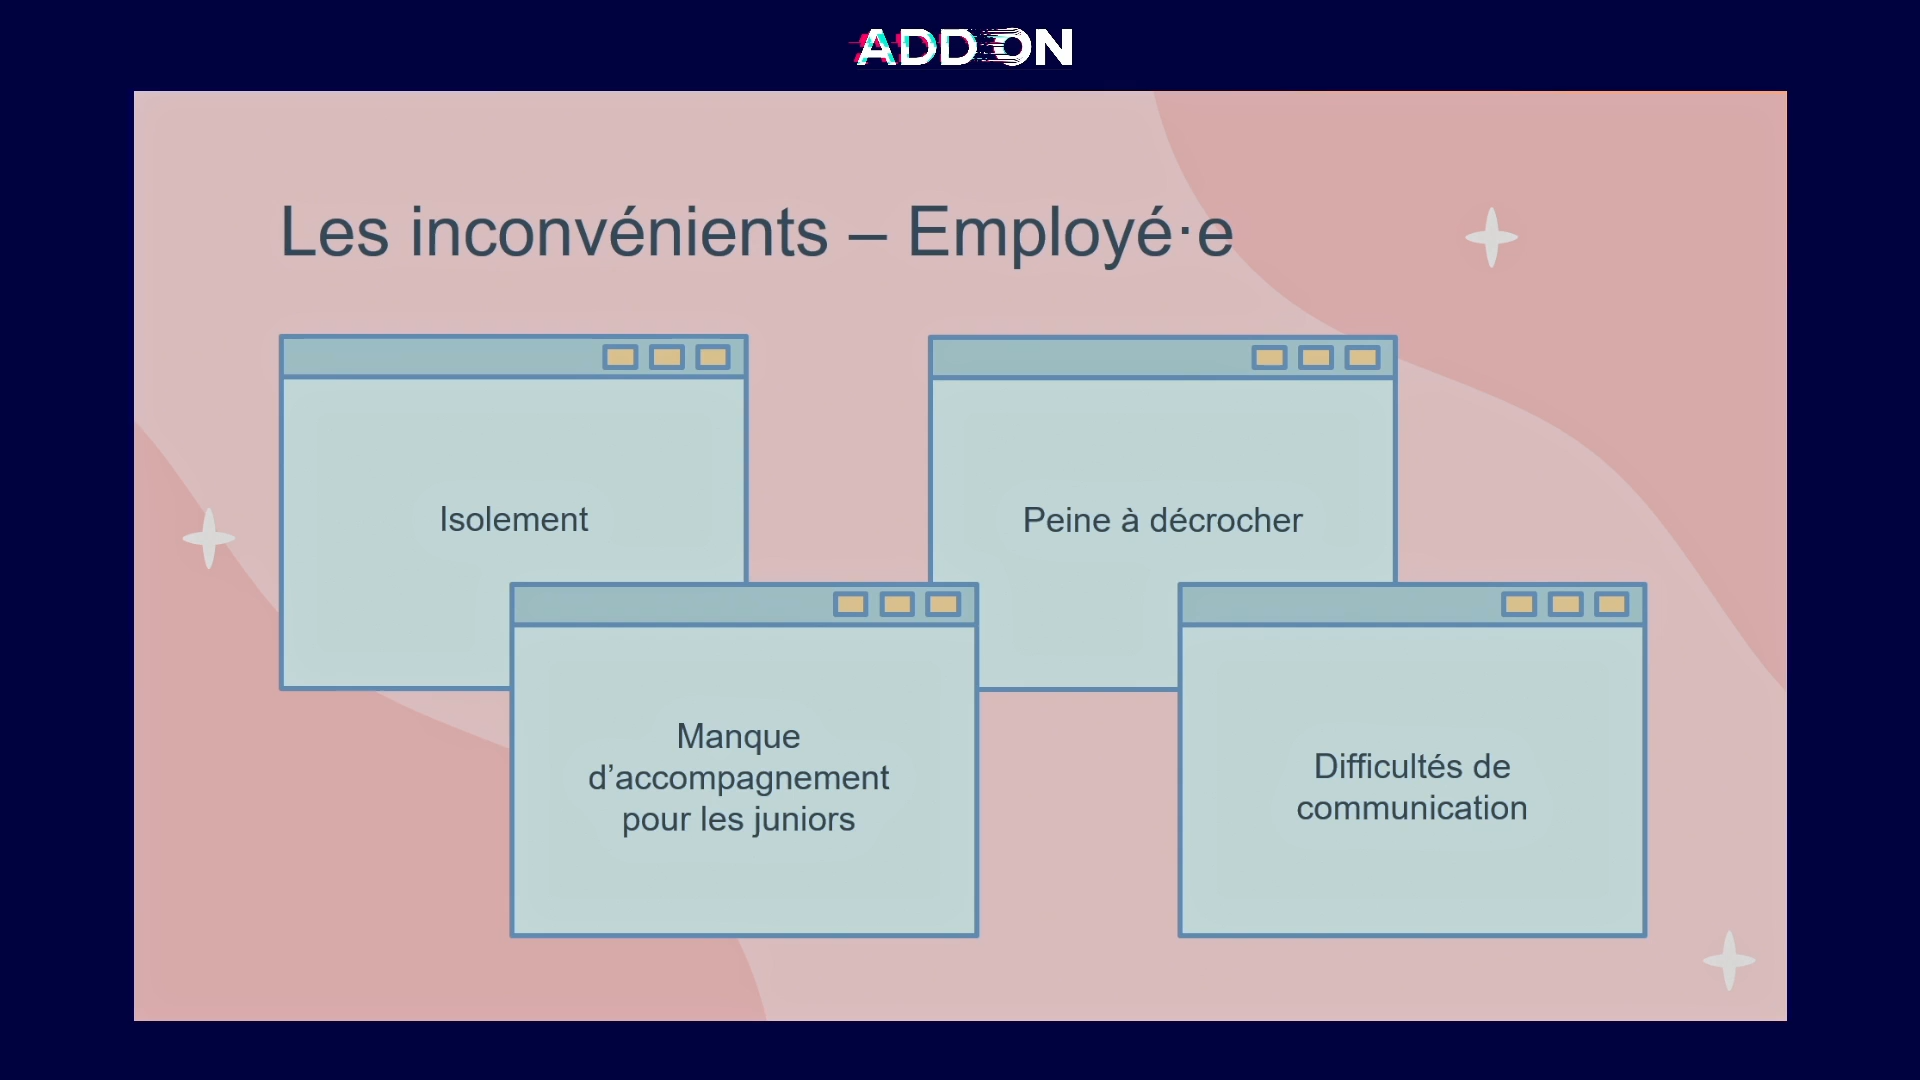 ADDON
Les inconvénients – Employé·e
Isolement
Peine à décrocher
Manque
d’accompagnement
pour les juniors
Difficultés de
communication